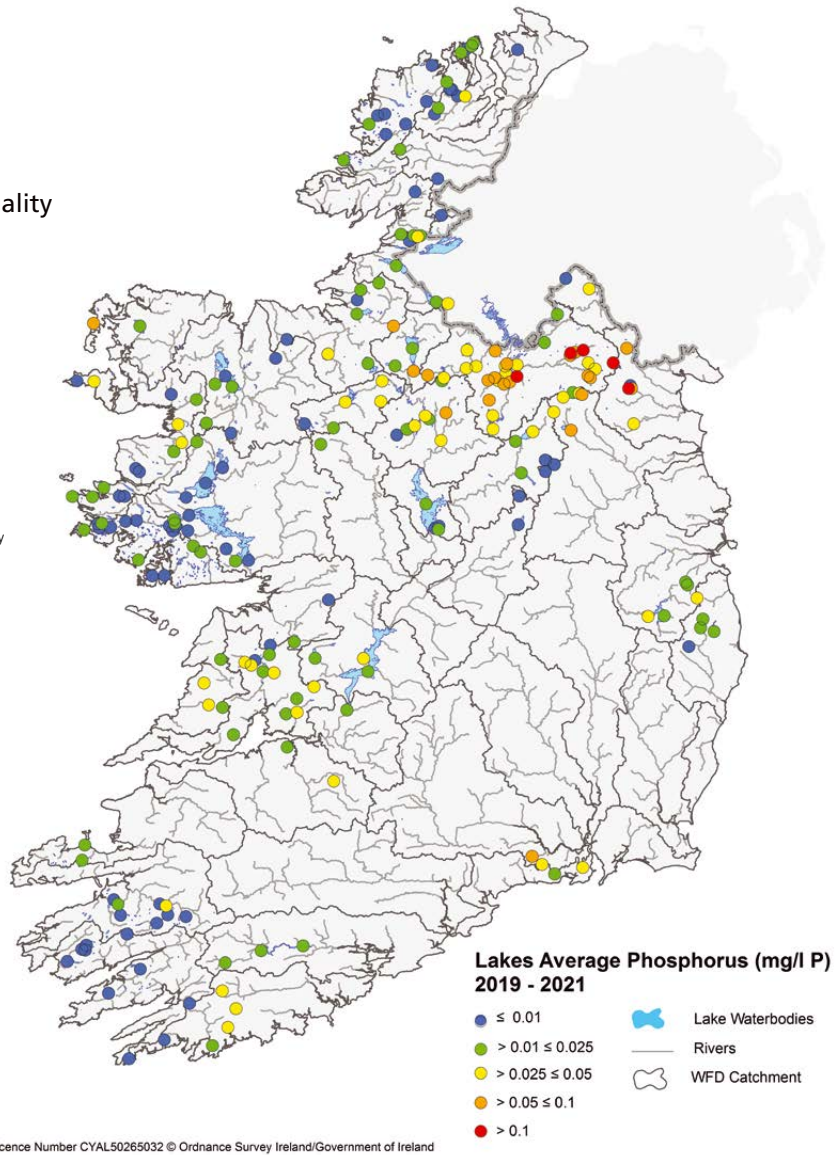 ality
y
Lakes Average Phosphorus (mg/l P)
2019 - 2021
≤ 0.01
> 0.01 ≤ 0.025
> 0.025 ≤ 0.05
> 0.05 ≤ 0.1
> 0.1
Lake Waterbodies
Rivers
WFD Catchment
cence Number CYAL50265032 © Ordnance Survey Ireland/Government of Ireland